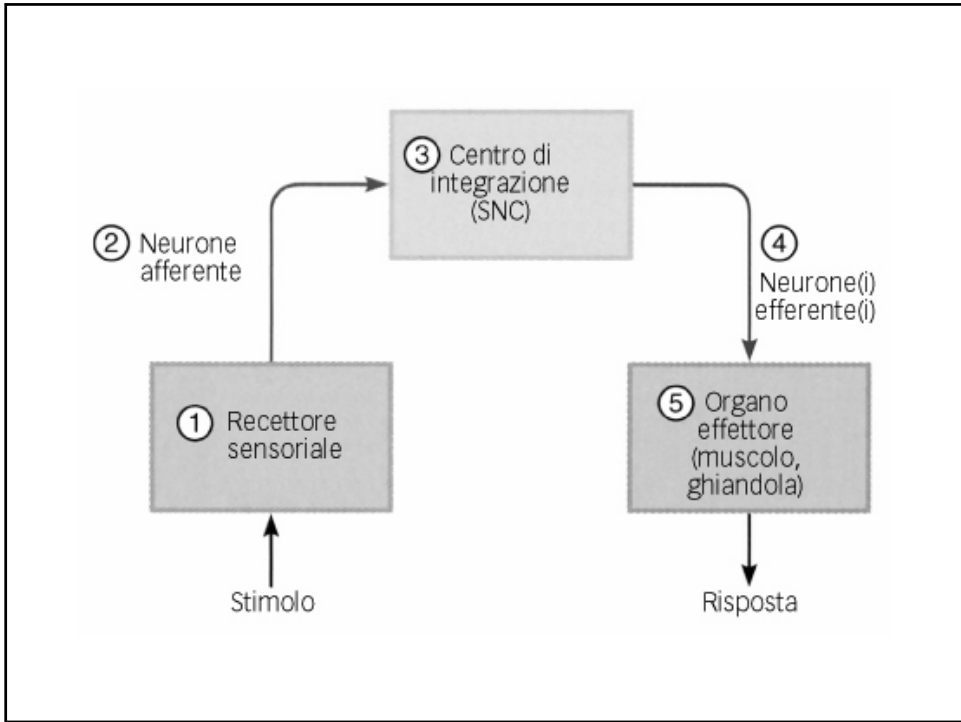 ③ Centro di
integrazione
(SNC)
② Neurone
afferente
④
Neurone(i)
efferente(i)
① Recettore
sensoriale
⑤ Organo
effettore
(muscolo,
ghiandola)
Stimolo
Risposta